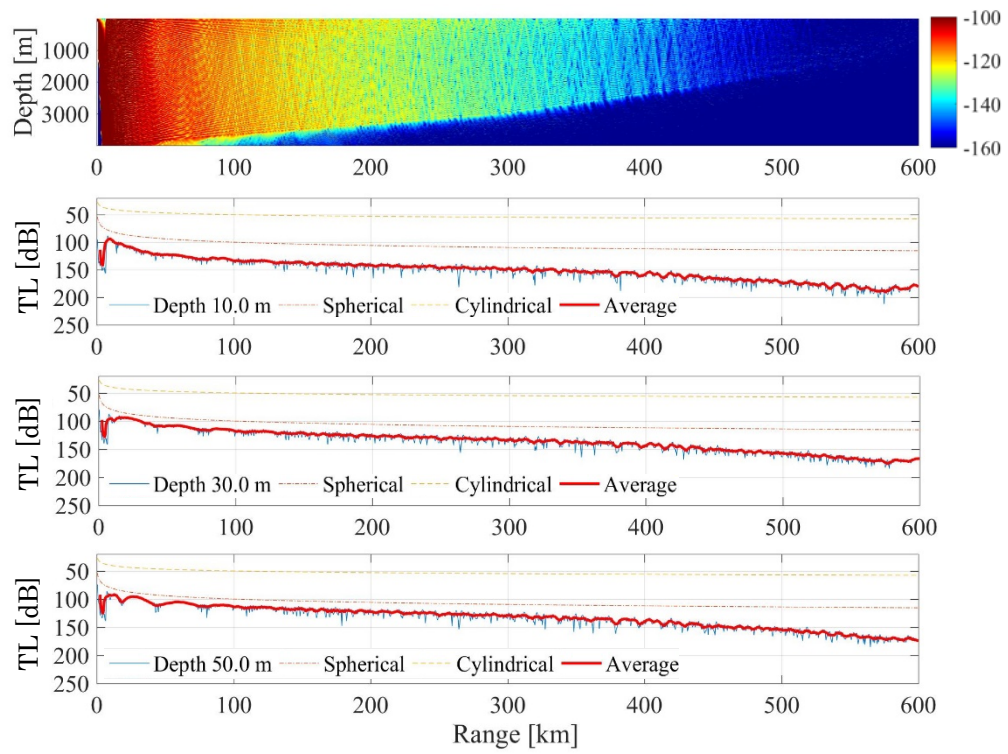 Depth [m]
1000
2000
3000
0 100 200 300 400 500 600
-100
-120
-140
-160
TL [dB]
50
100
150
200
250
Depth 10.0 m Spherical Cylindrical Average
0 100 200 300 400 500 600
TL [dB]
50
100
150
200
250
Depth 30.0 m Spherical Cylindrical Average
0 100 200 300 400 500 600
TL [dB]
50
100
150
200
250
Depth 50.0 m Spherical Cylindrical Average
0 100 200 300 400 500 600
Range [km]